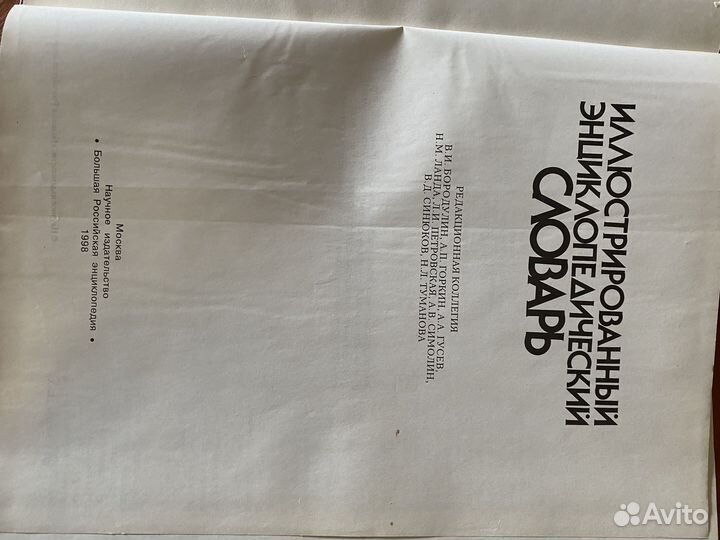 ИЛЛЮСТРИРОВАННЫЙ
ЭНЦИКЛОПЕДИЧЕСКИЙ
СЛОВАРЬ
РЕДАКЦИОННАЯ КОЛЛЕГИЯ
В. И. БОРОДУЛИН, А.П. ГОРКИН, А.А. ГУСЕВ,
Н.М. ЛАНДА, Л.И. ПЕТРОВСКАЯ, А.В. СИМОЛИН,
В.Д. СИНЮКОВ, Н.Л. ТУМАНОВА
Москва
Научное издательство
• Большая Российская энциклопедия •
1998
Avito